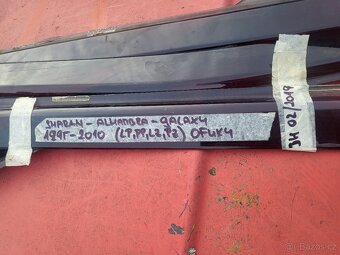 SHARAN - ALHAMBRA - GALAXY
1995-2010 (LP,PP,LZ,PZ) OFUKY
JH 02/2019